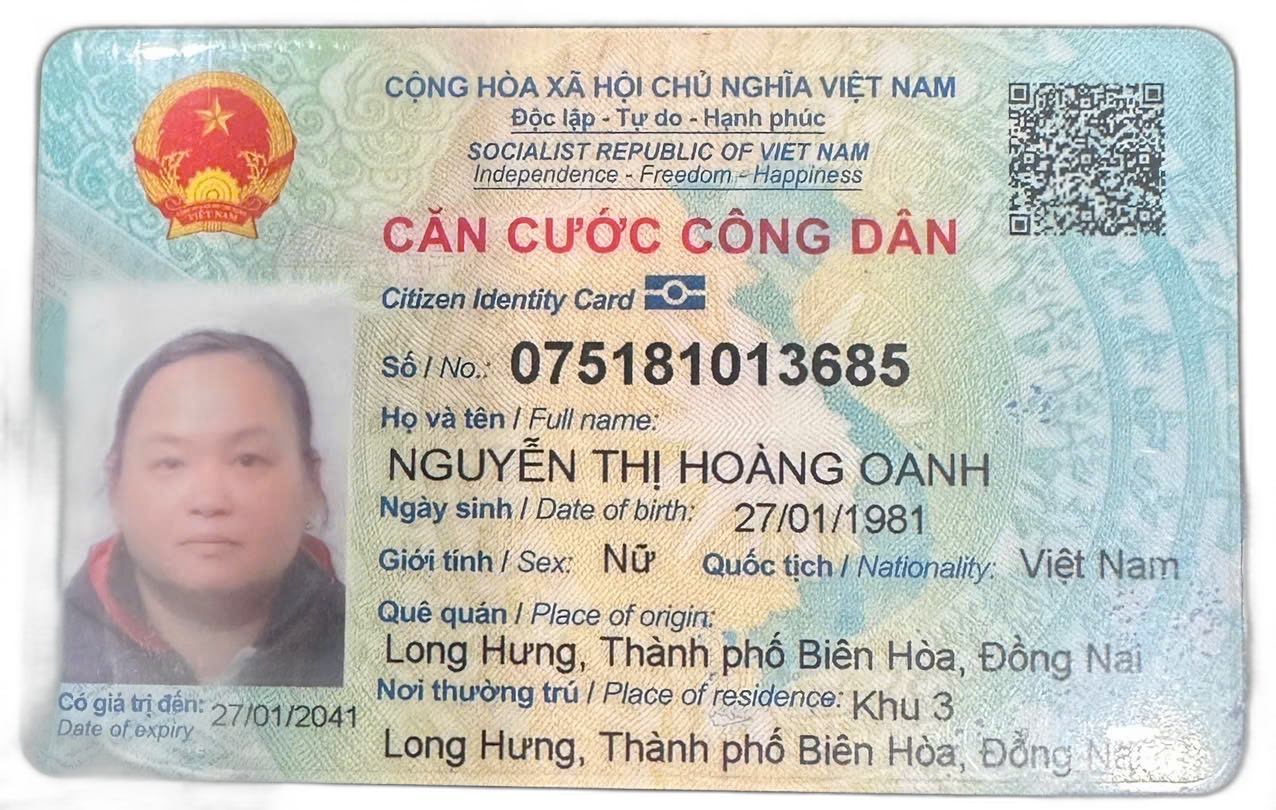 CỘNG HÒA XÃ HỘI CHỦ NGHĨA VIỆT NAM
Độc lập - Tự do - Hạnh phúc
SOCIALIST REPUBLIC OF VIET NAM
Independence - Freedom - Happiness
CĂN CƯỚC CÔNG DÂN
Citizen Identity Card
Số / No.: 075181013685
Họ và tên / Full name:
NGUYỄN THỊ HOÀNG OANH
Ngày sinh / Date of birth: 27/01/1981
Giới tính / Sex: Nữ Quốc tịch / Nationality: Việt Nam
Quê quán / Place of origin:
Long Hưng, Thành phố Biên Hòa, Đồng Nai
Nơi thường trú / Place of residence: Khu 3
Long Hưng, Thành phố Biên Hòa, Đồng
Có giá trị đến: 27/01/2041
Date of expiry
VIỆT NAM